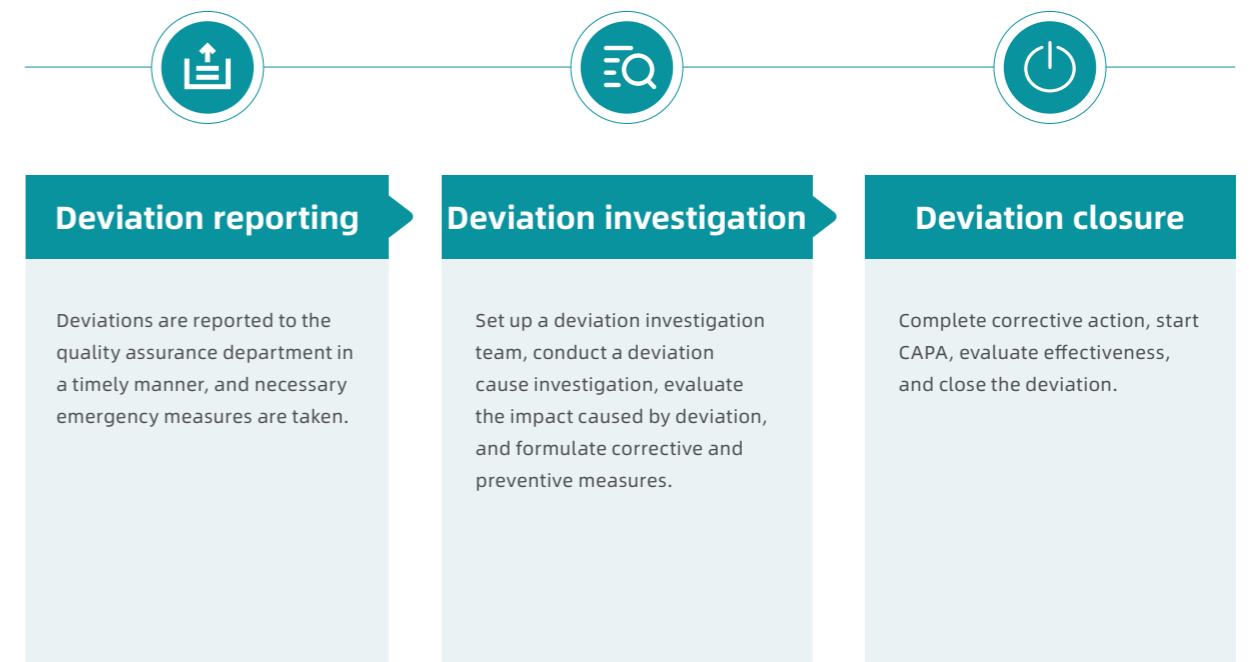 Deviation reporting
Deviations are reported to the
quality assurance department in
a timely manner, and necessary
emergency measures are taken.
Deviation investigation
Set up a deviation investigation
team, conduct a deviation
cause investigation, evaluate
the impact caused by deviation,
and formulate corrective and
preventive measures.
Deviation closure
Complete corrective action, start
CAPA, evaluate effectiveness,
and close the deviation.